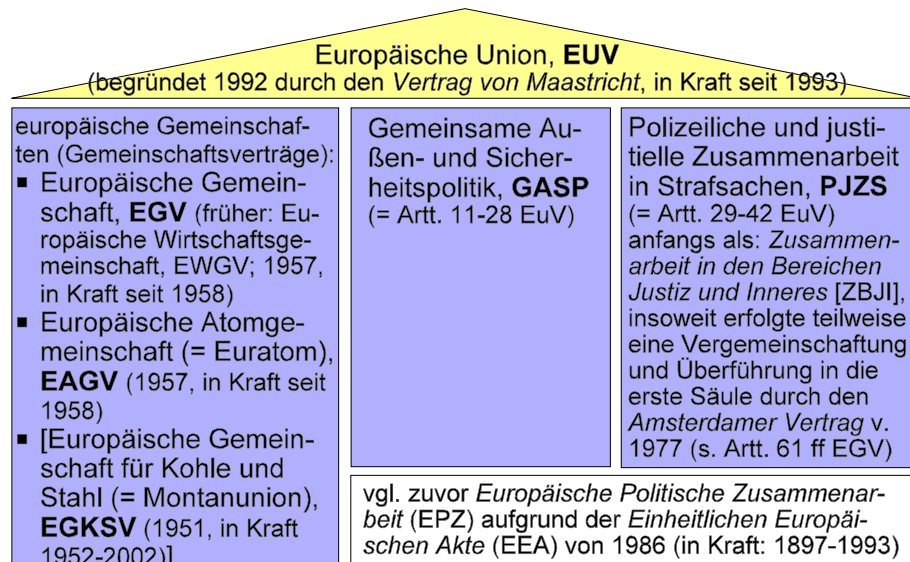 Europäische Union, EUV
(begründet 1992 durch den Vertrag von Maastricht, in Kraft seit 1993)
europäische Gemeinschaf-
ten (Gemeinschaftsverträge):
▪ Europäische Gemein-
schaft, EGV (früher: Eu-
ropäische Wirtschaftsge-
meinschaft, EWGV; 1957,
in Kraft seit 1958)
▪ Europäische Atomge-
meinschaft (= Euratom),
EAGV (1957, in Kraft seit
1958)
▪ [Europäische Gemein-
schaft für Kohle und
Stahl (= Montanunion),
EGKSV (1951, in Kraft
1952-2002)]
Gemeinsame Au-
ßen- und Sicher-
heitspolitik, GASP
(= Artt. 11-28 EuV)
Polizeiliche und justi-
tielle Zusammenarbeit
in Strafsachen, PJZS
(= Artt. 29-42 EuV)
anfangs als: Zusammen-
arbeit in den Bereichen
Justiz und Inneres [ZBJI],
insoweit erfolgte teilweise
eine Vergemeinschaftung
und Überführung in die
erste Säule durch den
Amsterdamer Vertrag v.
1977 (s. Artt. 61 ff EGV)
vgl. zuvor Europäische Politische Zusammenar-
beit (EPZ) aufgrund der Einheitlichen Europäi-
schen Akte (EEA) von 1986 (in Kraft: 1897-1993)